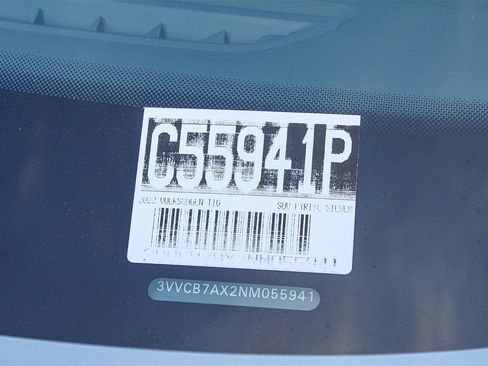 C55941P
2022 VOLKSWAGEN TIG SUV PYRITE SILVER
3VVCB7AX2NM055941